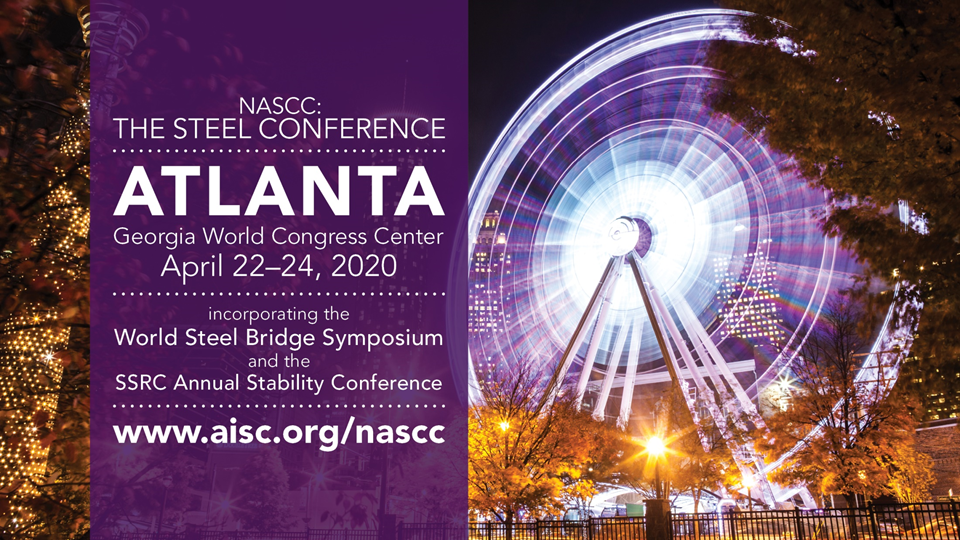 NASCC:
THE STEEL CONFERENCE
ATLANTA
Georgia World Congress Center
April 22–24, 2020
incorporating the
World Steel Bridge Symposium
and the
SSRC Annual Stability Conference
www.aisc.org/nascc